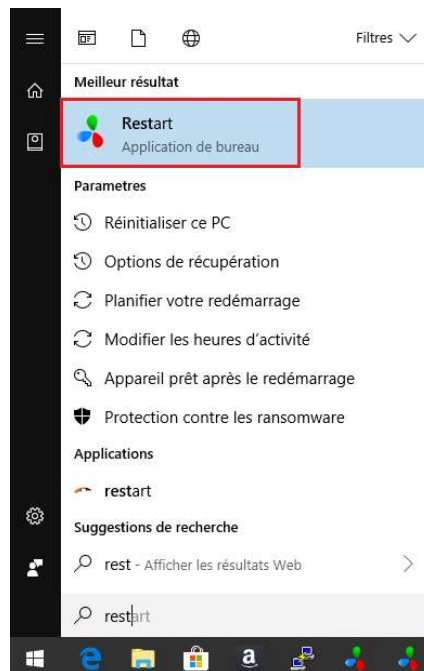 Filtres
Meilleur résultat
Restart
Application de bureau
Parametres
Réinitialiser ce PC
Options de récupération
Planifier votre redémarrage
Modifier les heures d'activité
Appareil prêt après le redémarrage
Protection contre les ransomware
Applications
restart
Suggestions de recherche
rest - Afficher les résultats Web
restart